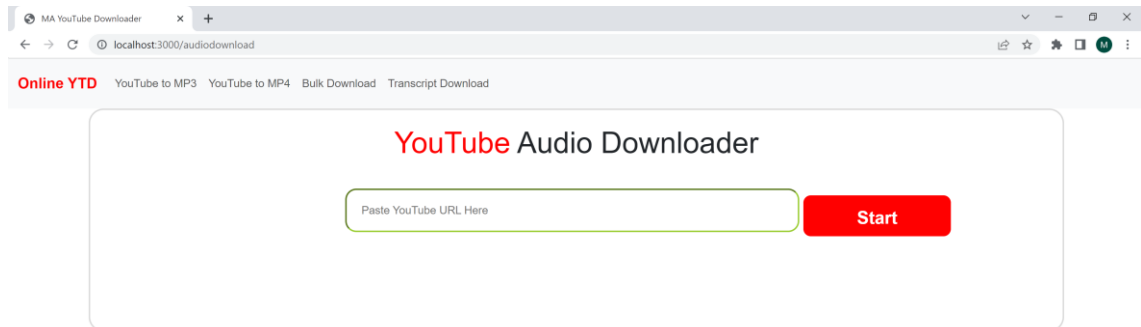 MA YouTube Downloader
localhost:3000/audiodownload
M
Online YTD YouTube to MP3 YouTube to MP4 Bulk Download Transcript Download
YouTube Audio Downloader
Paste YouTube URL Here
Start